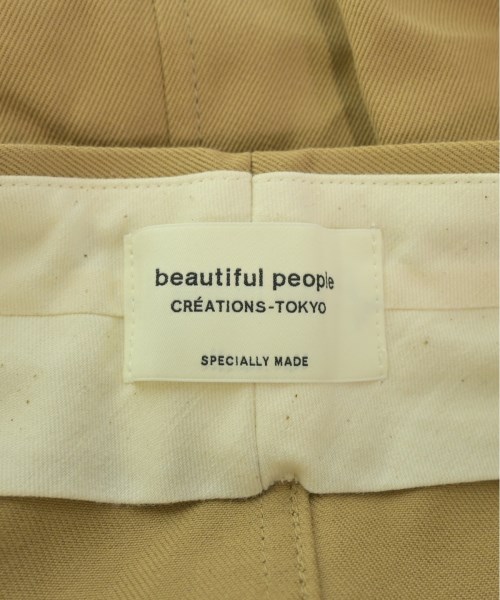 beautiful people
CRÉATIONS-TOKYO
SPECIALLY MADE